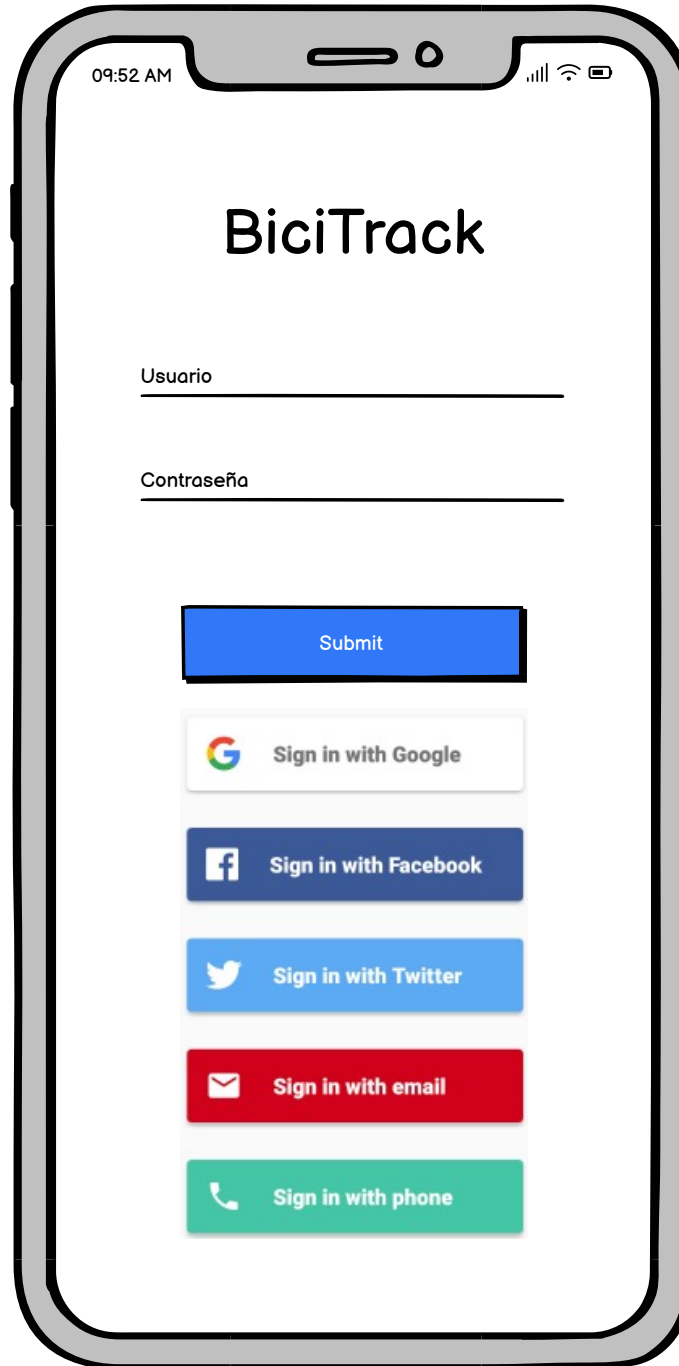 09:52 AM
BiciTrack
Usuario
Contraseña
Submit
Sign in with Google
Sign in with Facebook
Sign in with Twitter
Sign in with email
Sign in with phone